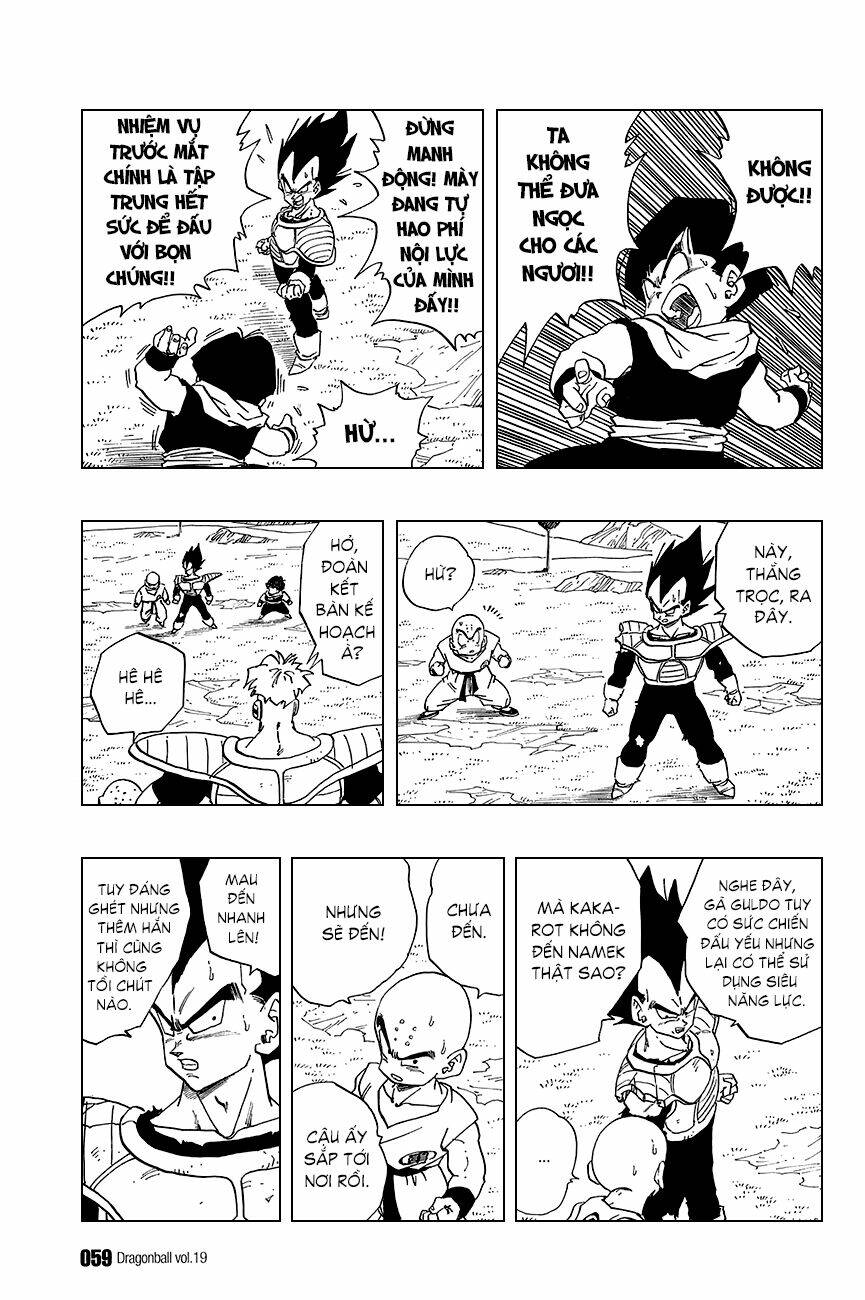 KHÔNG
ĐƯỢC!!
TA
KHÔNG
THỂ ĐƯA
NGỌC
CHO CÁC
NGƯƠI!!
ĐỪNG
MANH
ĐỘNG! MÀY
ĐANG TỰ
HAO PHÍ
NỘI LỰC
CỦA MÌNH
ĐẤY!!
NHIỆM VỤ
TRƯỚC MẮT
CHÍNH LÀ TẬP
TRUNG HẾT
SỨC ĐỂ ĐẤU
VỚI BỌN
CHÚNG!!
HỪ...
NÀY,
THẰNG
TRỌC, RA
ĐÂY.
HỪ?
HỚ,
ĐOÀN
KẾT
BÀN KẾ
HOẠCH
À?
HÊ HÊ
HÊ...
NGHE ĐÂY,
GÃ GULDO TUY
CÓ SỨC CHIẾN
ĐẤU YẾU NHƯNG
LẠI CÓ THỂ SỬ
DỤNG SIÊU
NĂNG LỰC.
MÀ KAKA-
ROT KHÔNG
ĐẾN NAMEK
THẬT SAO?
...
CHƯA
ĐẾN.
NHƯNG
SẼ ĐẾN!
CẬU ẤY
SẮP TỚI
NƠI RỒI.
MAU
ĐẾN
NHANH
LÊN!
TUY ĐÁNG
GHÉT NHƯNG
THÊM HẮN
THÌ CŨNG
KHÔNG
TỒI CHÚT
NÀO.
059 Dragonball vol.19